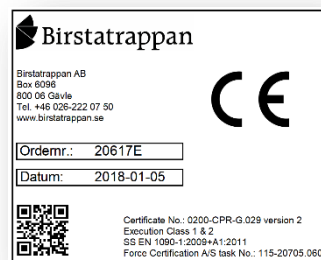 Birstatrappan
Birstatrappan AB
Box 6096
800 06 Gävle
Tel. +46 026-222 07 50
www.birstatrappan.se
CE
Ordernr.: 20617E
Datum: 2018-01-05
Certificate No.: 0200-CPR-G.029 version 2
Execution Class 1 & 2
SS EN 1090-1:2009+A1:2011
Force Certification A/S task No.: 115-20705.060